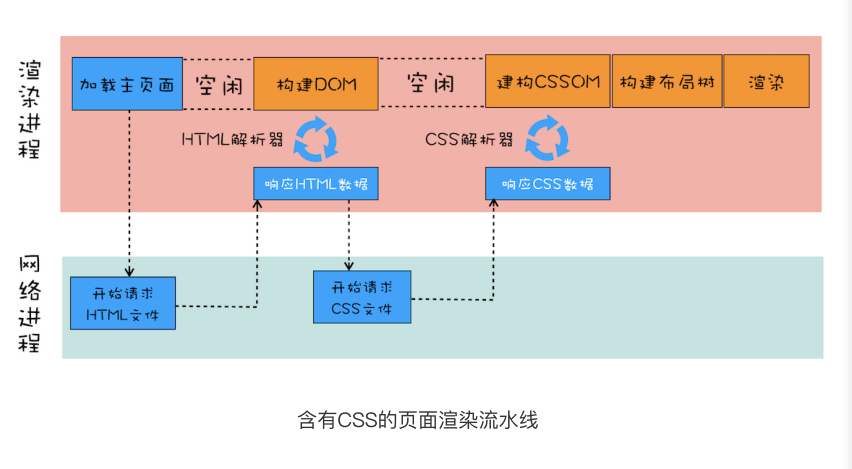 渲染进程
加载主页面
空闲
构建DOM
空闲
建构CSSOM
构建布局树
渲染
HTML解析器
CSS解析器
响应HTML数据
响应CSS数据
网络进程
开始请求
HTML文件
开始请求
CSS文件
含有CSS的页面渲染流水线